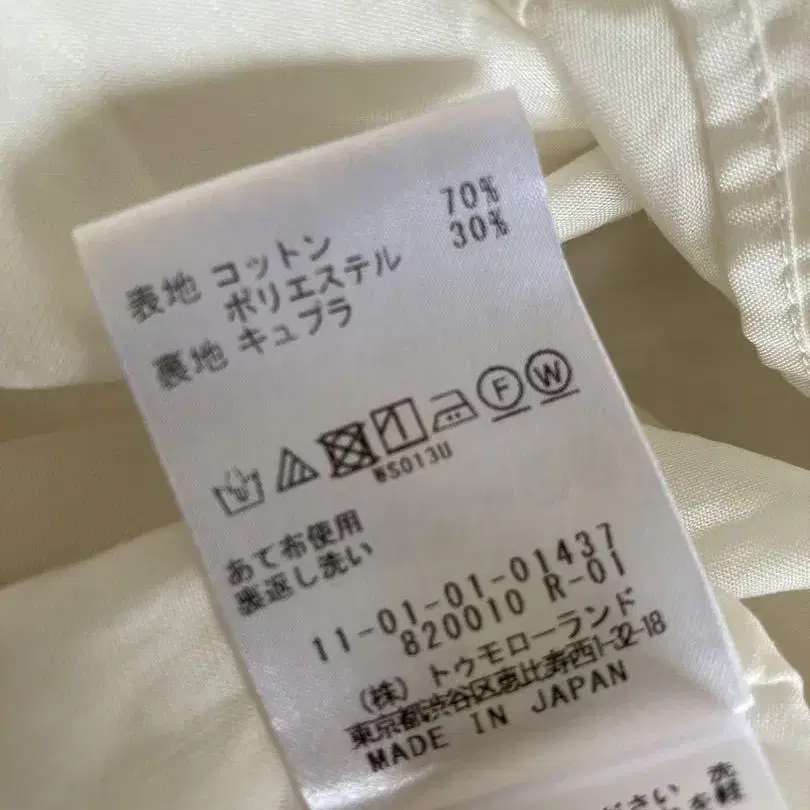 表地 コットン 70%
ポリエステル 30%
裏地 キュプラ
F W
WS013U
あて布使用
裏返し洗い
11-01-01-01437
820010 R-01
(株) トゥモローランド
東京都渋谷区恵比寿西1-32-18
MADE IN JAPAN
ださい